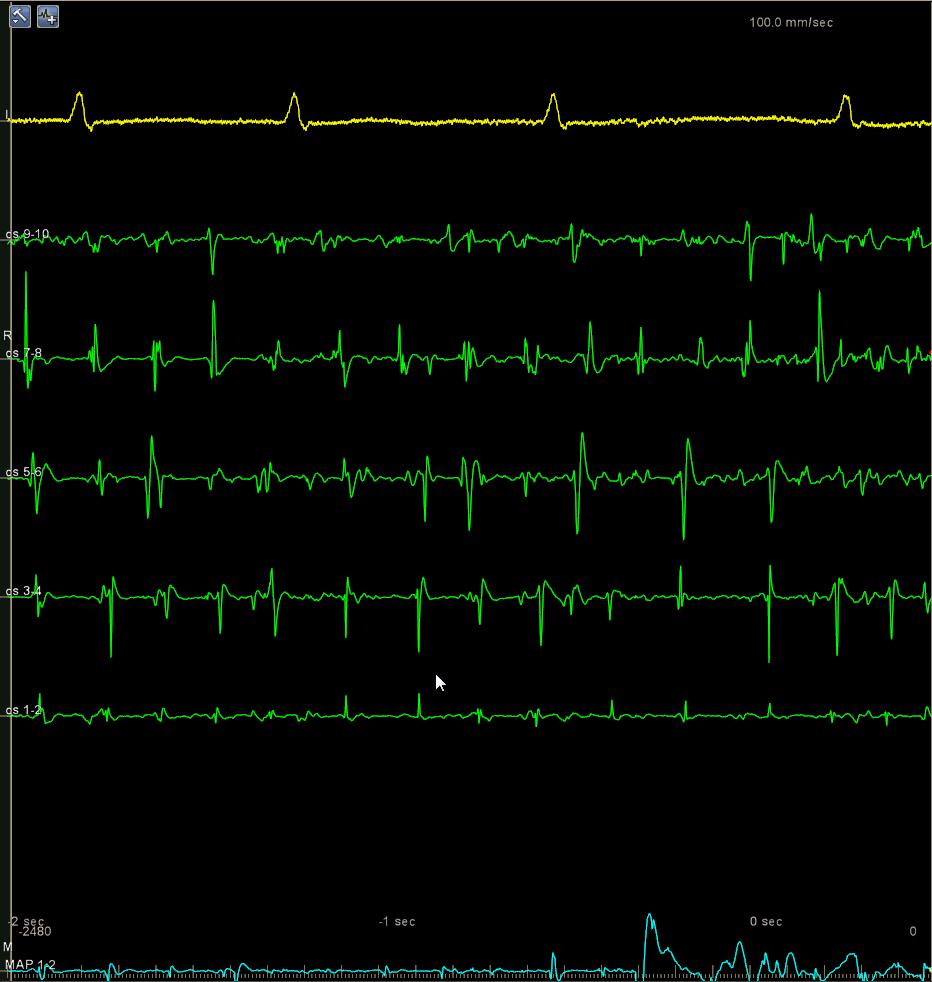 100.0 mm/sec
I
cs 9-10
R
cs 7-8
cs 5-6
cs 3-4
cs 1-2
-2 sec
-1 sec
0 sec
-2480
0
M
MAP 1-2